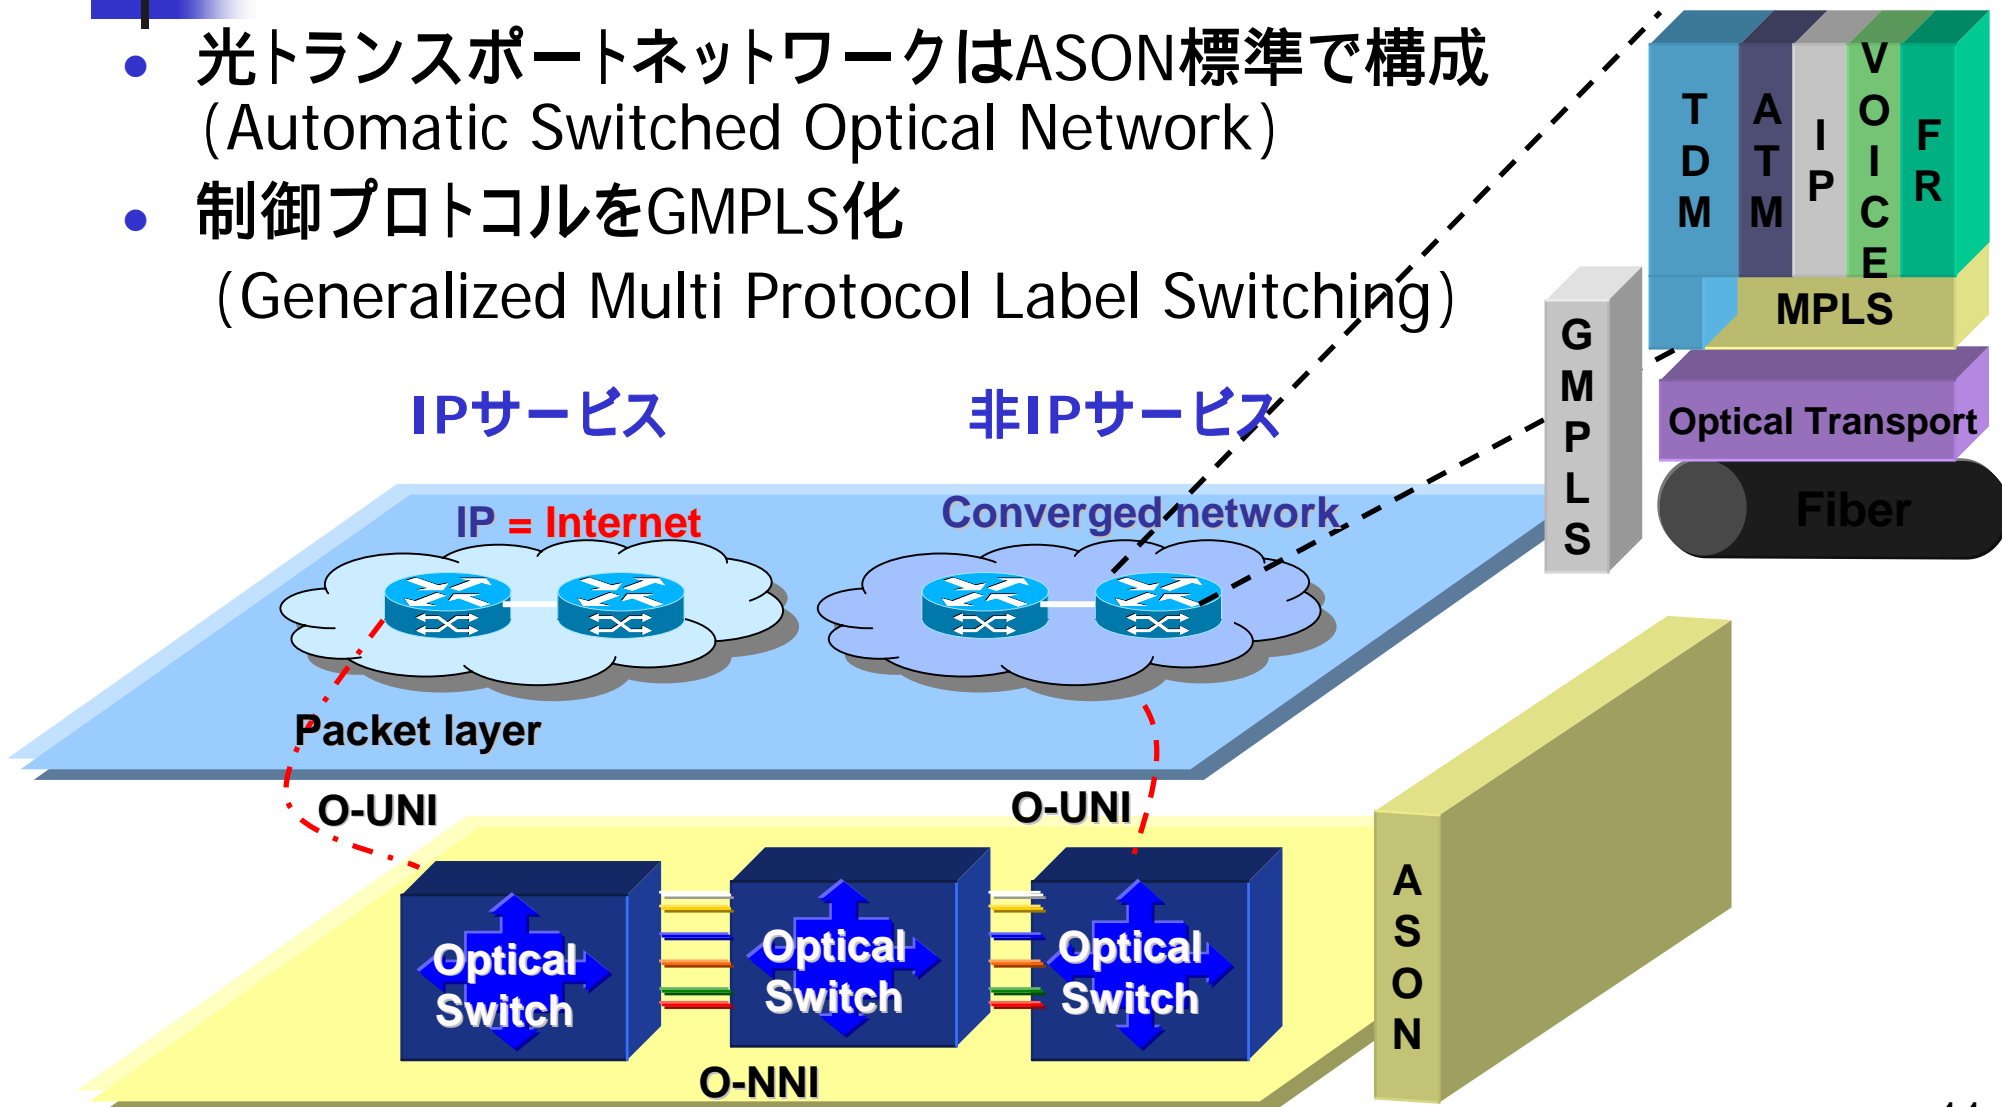 光トランスポートネットワークはASON標準で構成
(Automatic Switched Optical Network)
制御プロトコルをGMPLS化
(Generalized Multi Protocol Label Switching)
TDM
ATM
IP
VOICE
FR
MPLS
GMPLS
Optical Transport
Fiber
IPサービス
非IPサービス
IP = Internet
Converged network
Packet layer
O-UNI
O-UNI
Optical
Switch
Optical
Switch
Optical
Switch
O-NNI
ASON